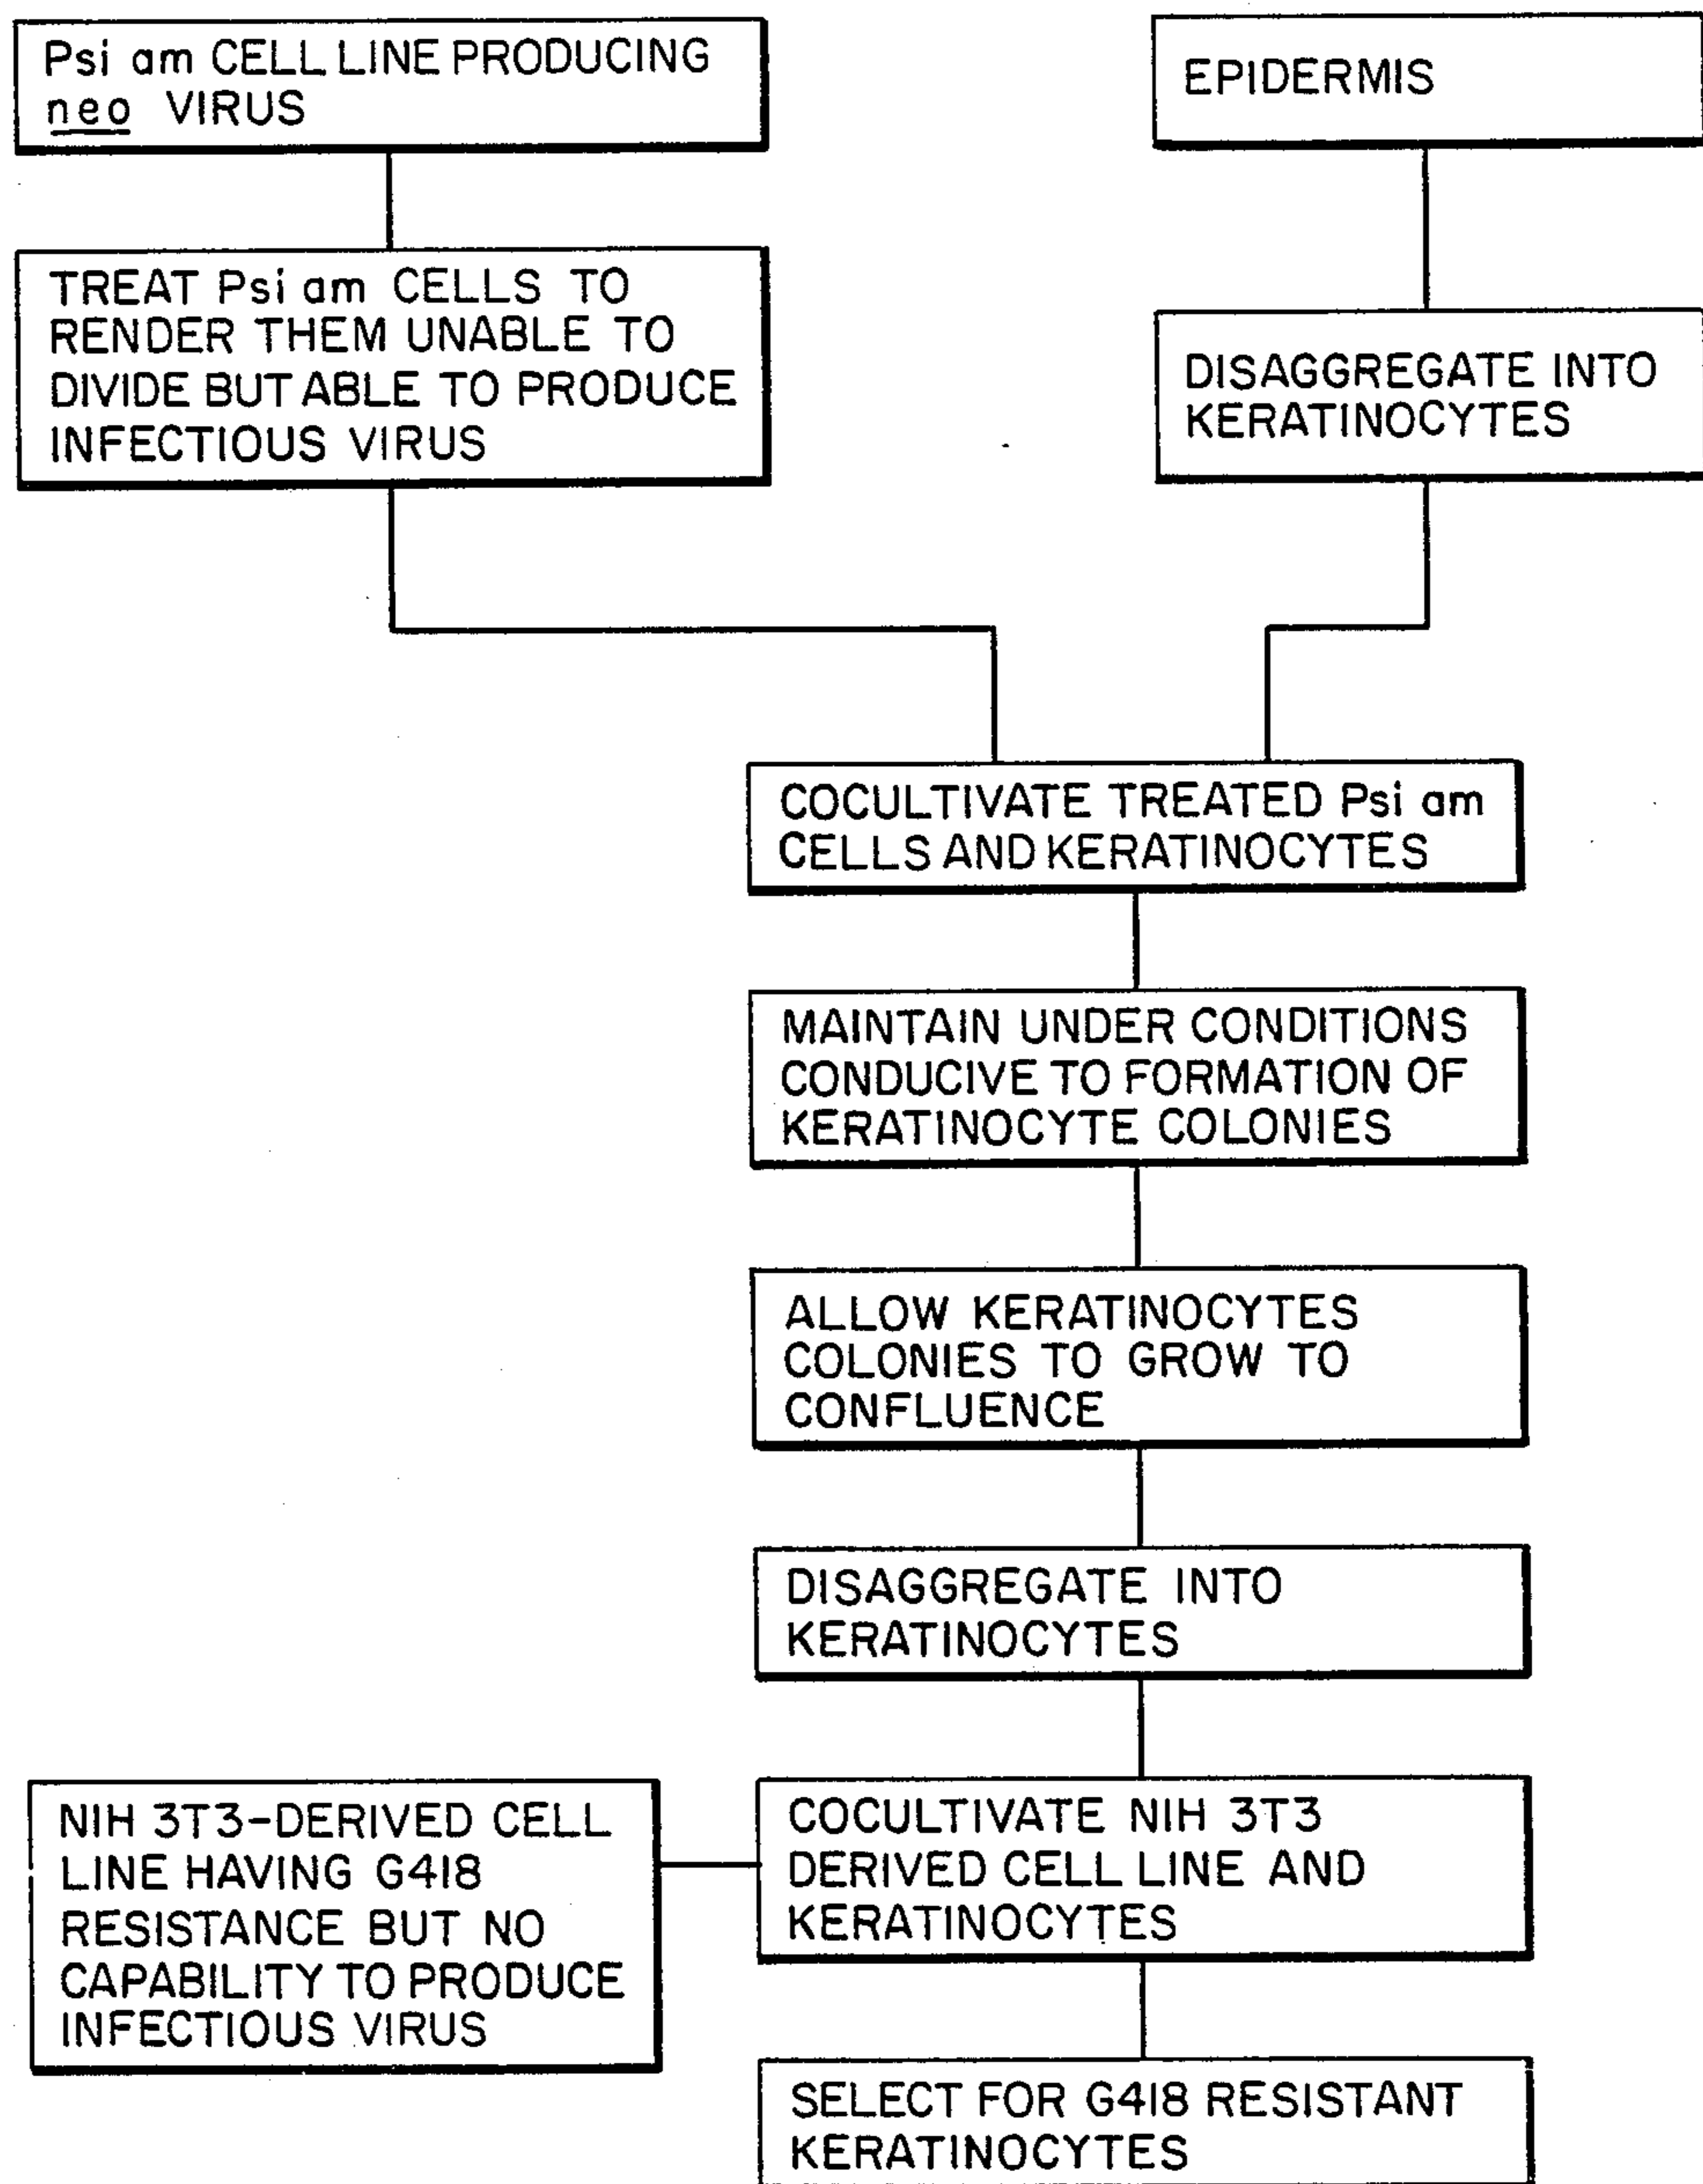 Psi am CELL LINE PRODUCING
neo VIRUS
EPIDERMIS
TREAT Psi am CELLS TO
RENDER THEM UNABLE TO
DIVIDE BUT ABLE TO PRODUCE
INFECTIOUS VIRUS
DISAGGREGATE INTO
KERATINOCYTES
COCULTIVATE TREATED Psi am
CELLS AND KERATINOCYTES
MAINTAIN UNDER CONDITIONS
CONDUCIVE TO FORMATION OF
KERATINOCYTE COLONIES
ALLOW KERATINOCYTES
COLONIES TO GROW TO
CONFLUENCE
DISAGGREGATE INTO
KERATINOCYTES
NIH 3T3-DERIVED CELL
LINE HAVING G418
RESISTANCE BUT NO
CAPABILITY TO PRODUCE
INFECTIOUS VIRUS
COCULTIVATE NIH 3T3
DERIVED CELL LINE AND
KERATINOCYTES
SELECT FOR G418 RESISTANT
KERATINOCYTES